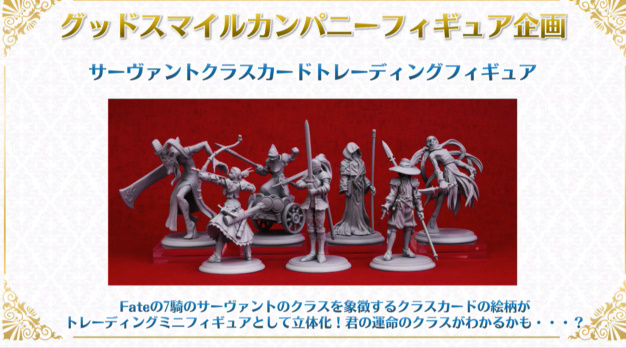 グッドスマイルカンパニーフィギュア企画
サーヴァントクラスカードトレーディングフィギュア
Fateの7騎のサーヴァントのクラスを象徴するクラスカードの絵柄が
トレーディングミニフィギュアとして立体化！君の運命のクラスがわかるかも・・・？